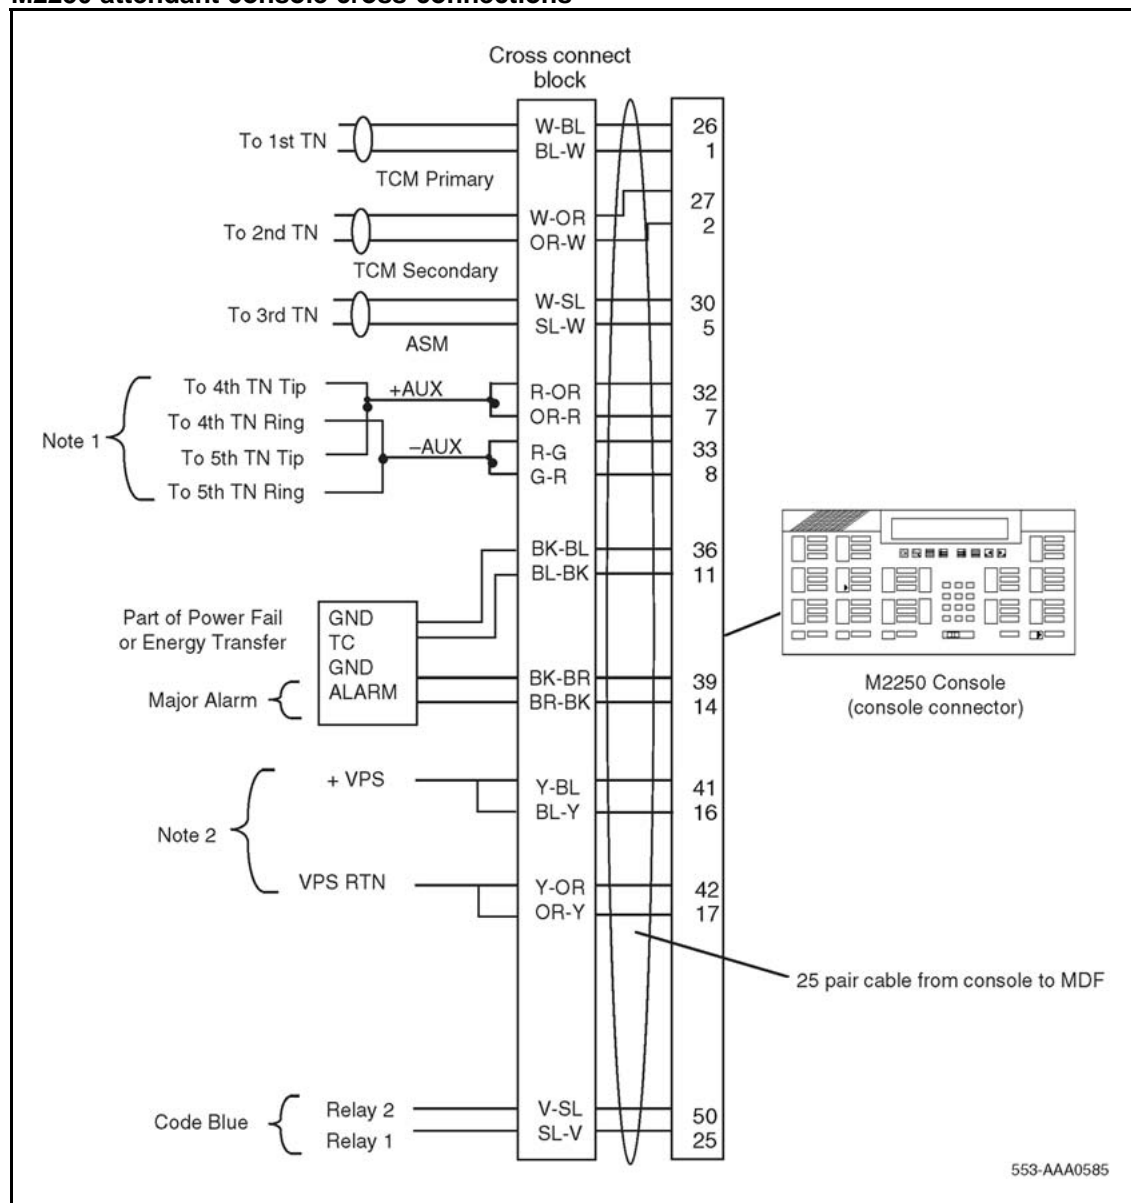 M2250 attendant console cross-connections
Cross connect
block
To 1st TN
W-BL
26
BL-W
1
TCM Primary
27
To 2nd TN
W-OR
2
OR-W
TCM Secondary
To 3rd TN
W-SL
30
SL-W
5
ASM
To 4th TN Tip
+AUX
R-OR
32
To 4th TN Ring
OR-R
7
Note 1
–AUX
R-G
33
To 5th TN Tip
G-R
8
To 5th TN Ring
BK-BL
36
BL-BK
11
Part of Power Fail
or Energy Transfer
GND
TC
GND
ALARM
Major Alarm
BK-BR
39
BR-BK
14
M2250 Console
(console connector)
+ VPS
Y-BL
41
BL-Y
16
Note 2
VPS RTN
Y-OR
42
OR-Y
17
25 pair cable from console to MDF
Code Blue
Relay 2
V-SL
50
Relay 1
SL-V
25
553-AAA0585